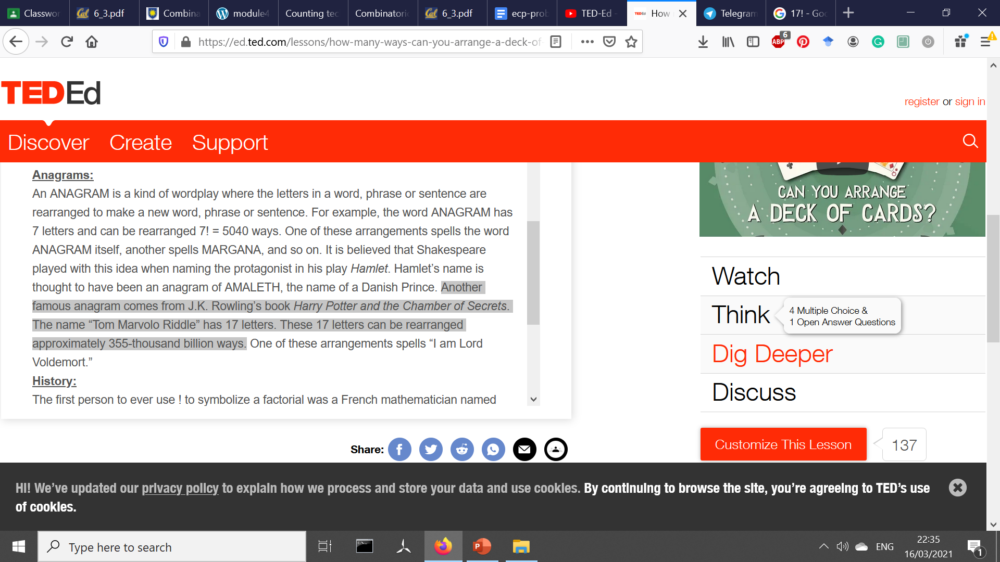 Classwor
6_3.pdf
Combina
module4
Counting tec
Combinatoric
6_3.pdf
ecp-prob
TED-Ed -
How
Telegram
17! - Goo
https://ed.ted.com/lessons/how-many-ways-can-you-arrange-a-deck-of-
ABP
6
TEDEd
register or sign in
Discover Create Support
Anagrams:
An ANAGRAM is a kind of wordplay where the letters in a word, phrase or sentence are
rearranged to make a new word, phrase or sentence. For example, the word ANAGRAM has
7 letters and can be rearranged 7! = 5040 ways. One of these arrangements spells the word
ANAGRAM itself, another spells MARGANA, and so on. It is believed that Shakespeare
played with this idea when naming the protagonist in his play Hamlet. Hamlet’s name is
thought to have been an anagram of AMALETH, the name of a Danish Prince. Another
famous anagram comes from J.K. Rowling’s book Harry Potter and the Chamber of Secrets.
The name “Tom Marvolo Riddle” has 17 letters. These 17 letters can be rearranged
approximately 355-thousand billion ways. One of these arrangements spells “I am Lord
Voldemort.”
History:
The first person to ever use ! to symbolize a factorial was a French mathematician named
CAN YOU ARRANGE
A DECK OF CARDS?
Watch
Think
4 Multiple Choice &
1 Open Answer Questions
Dig Deeper
Discuss
Customize This Lesson
137
Share:
HI! We’ve updated our privacy policy to explain how we process and store your data and use cookies. By continuing to browse the site, you’re agreeing to TED’s use
of cookies.
Type here to search
ENG
22:35
16/03/2021
1